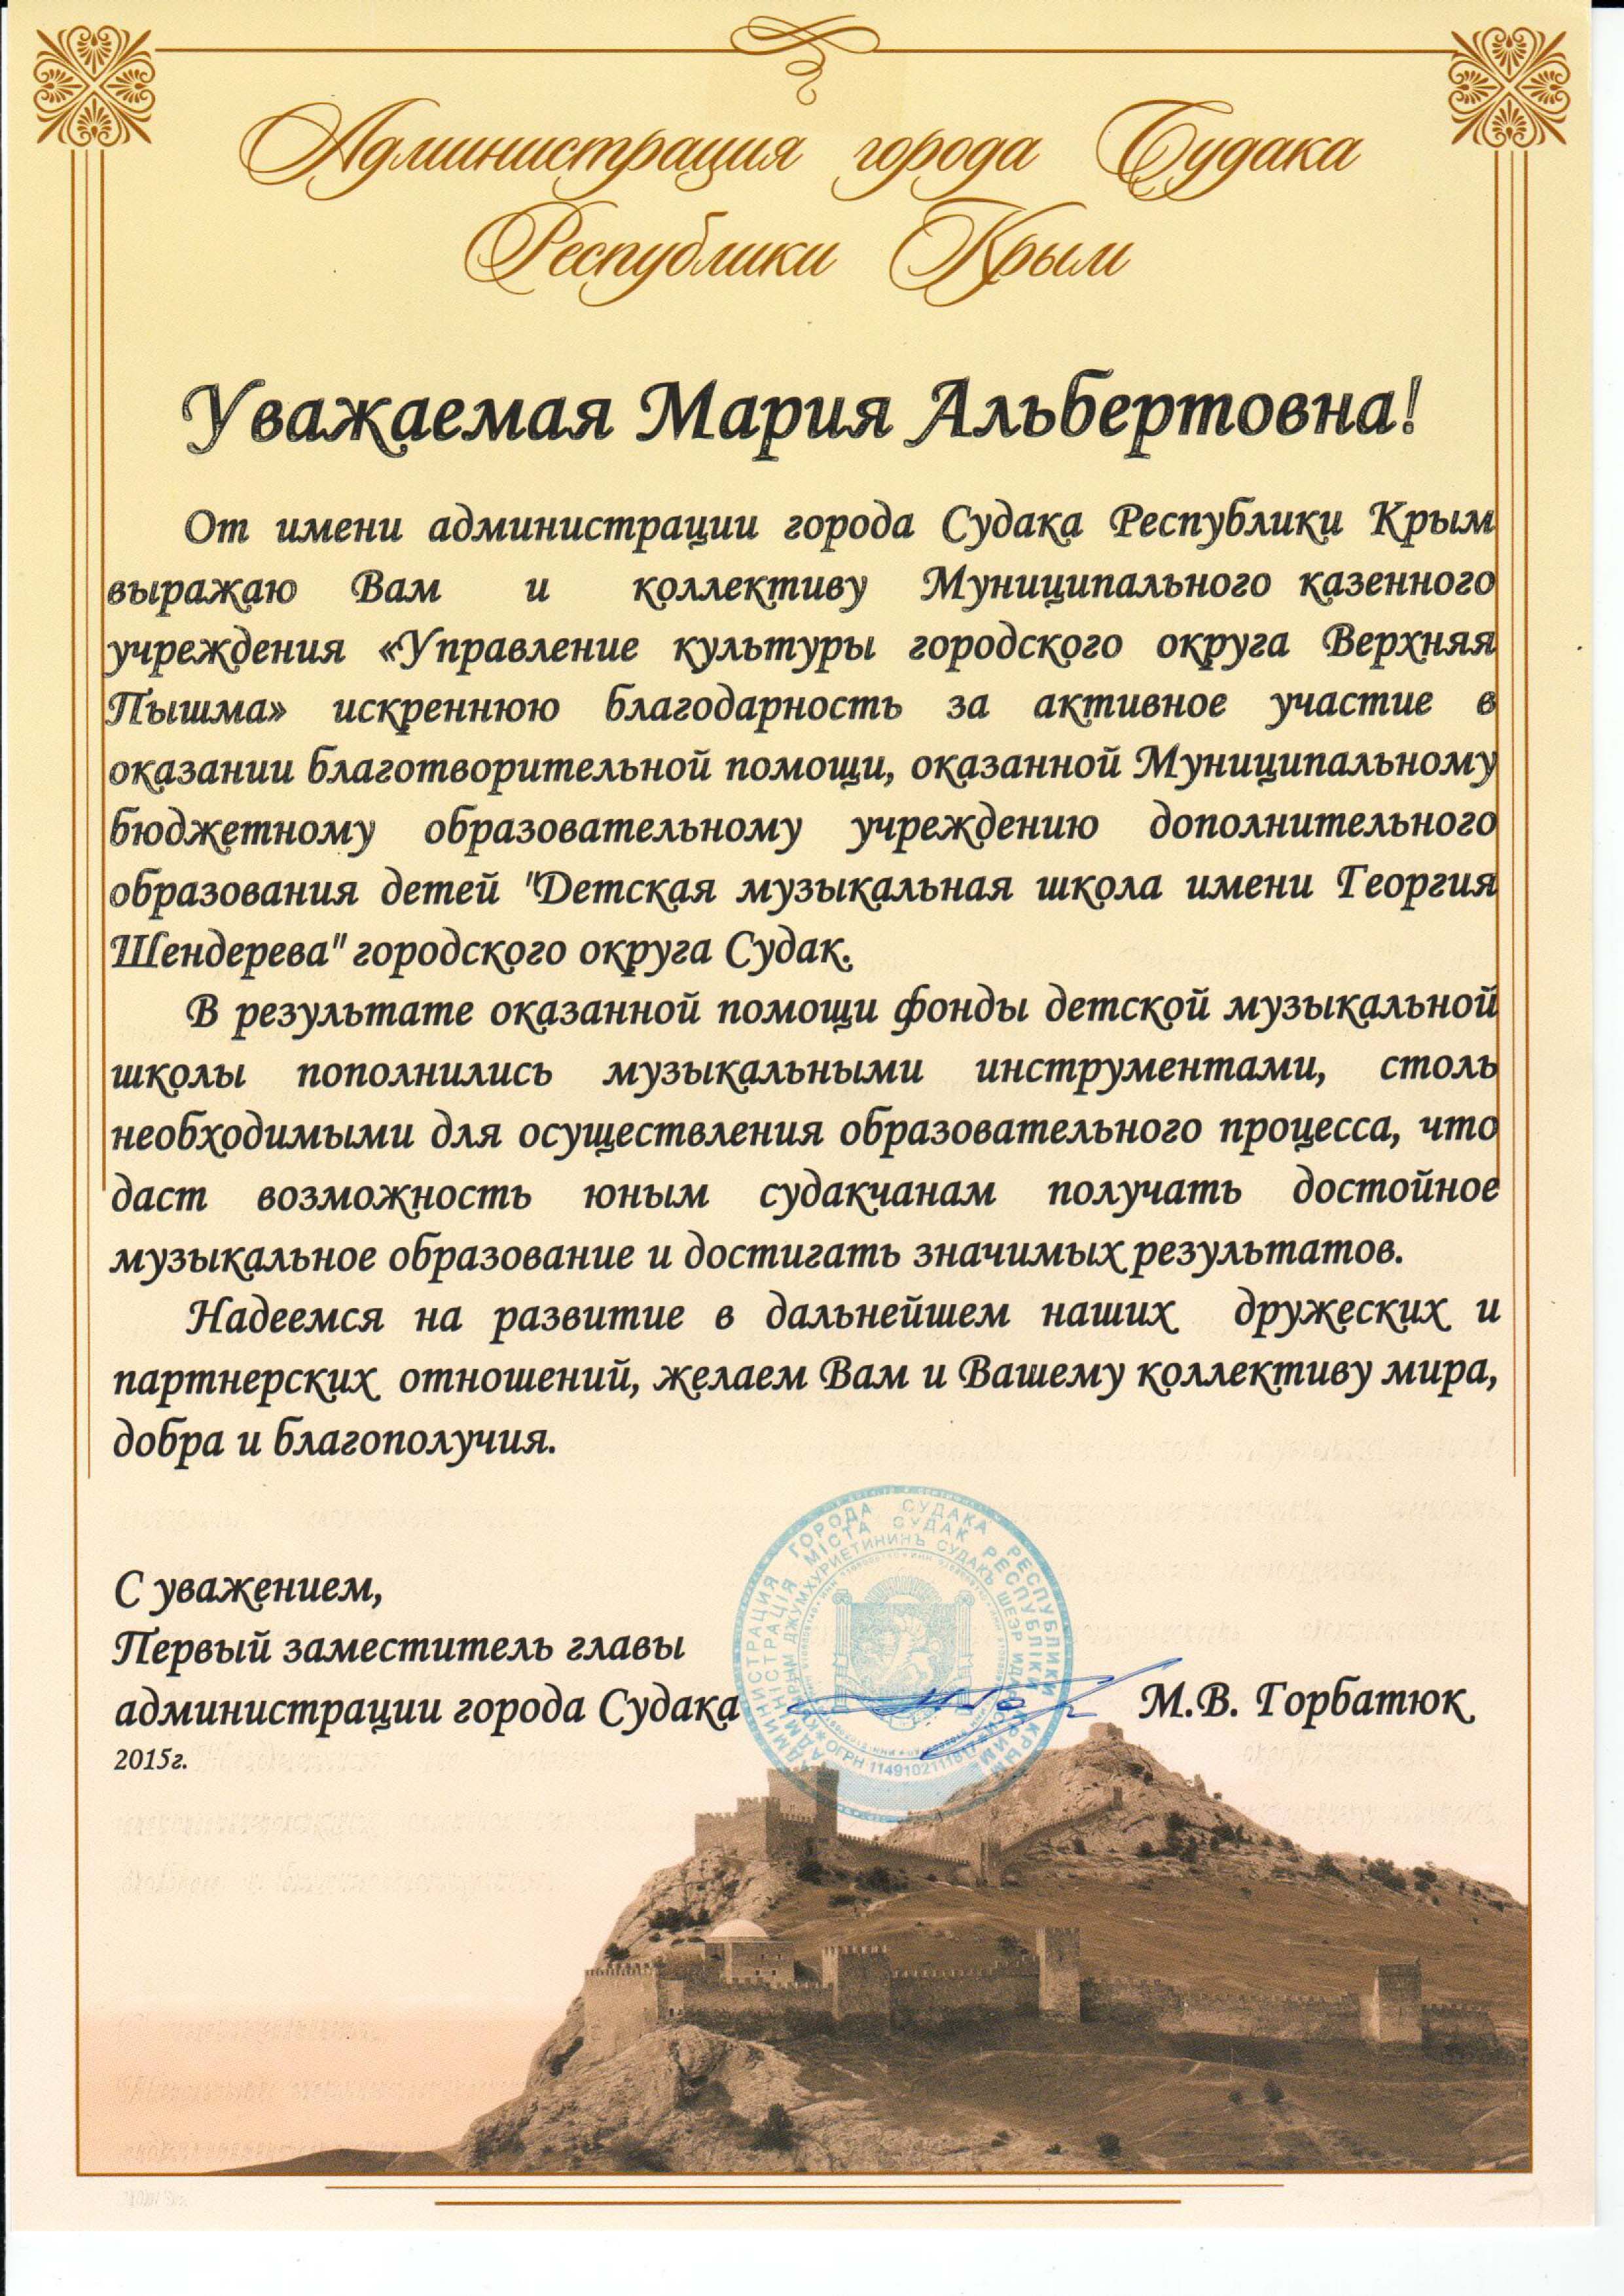 Администрация города Судака
Республики Крым
Уважаемая Мария Альбертовна!
От имени администрации города Судака Республики Крым
выражаю Вам и коллективу Муниципального казенного
учреждения «Управление культуры городского округа Верхняя
Пышма» искреннюю благодарность за активное участие в
оказании благотворительной помощи, оказанной Муниципальному
бюджетному образовательному учреждению дополнительного
образования детей "Детская музыкальная школа имени Георгия
Шендерева" городского округа Судак.
В результате оказанной помощи фонды детской музыкальной
школы пополнились музыкальными инструментами, столь
необходимыми для осуществления образовательного процесса, что
даст возможность юным судакчанам получать достойное
музыкальное образование и достигать значимых результатов.
Надеемся на развитие в дальнейшем наших дружеских и
партнерских отношений, желаем Вам и Вашему коллективу мира,
добра и благополучия.
АДМИНИСТРАЦИЯ ГОРОДА СУДАКА РЕСПУБЛИКИ КРЫМ
АДМІНІСТРАЦІЯ МІСТА СУДАК РЕСПУБЛІКИ КРИМ
С уважением,
Первый заместитель главы
администрации города Судака
М.В. Горбатюк
2015г.